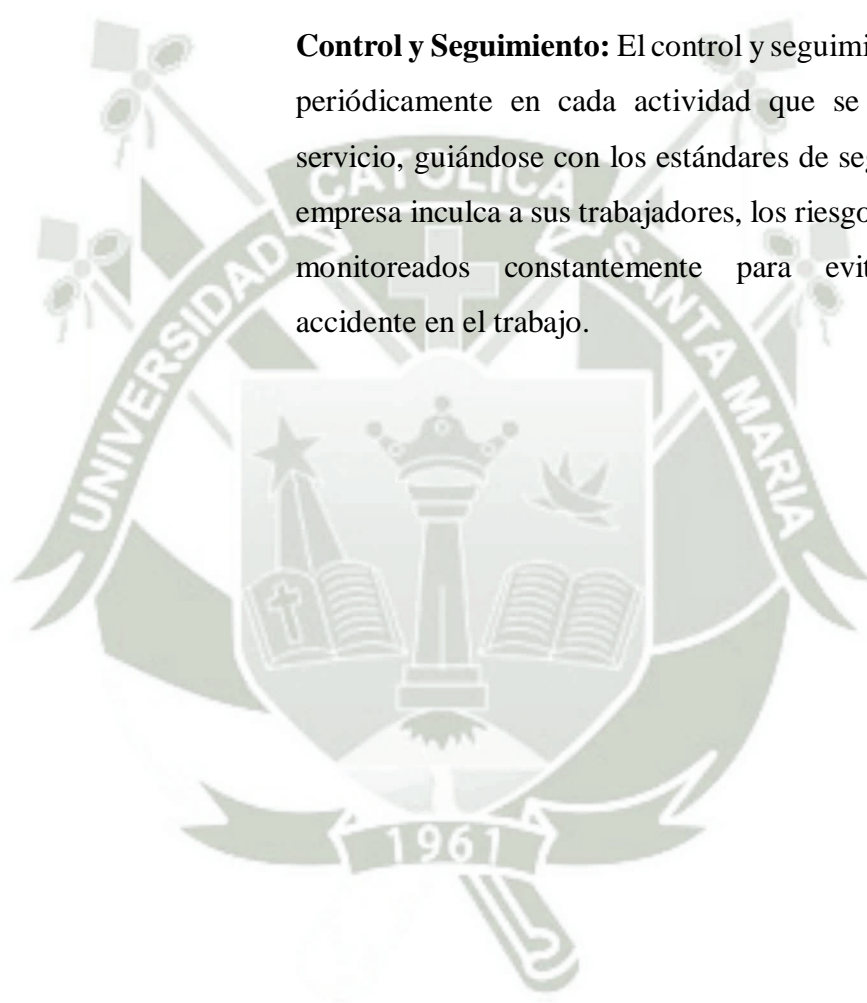 Control y Seguimiento: El control y seguimi
periódicamente en cada actividad que se
servicio, guiándose con los estándares de se
empresa inculca a sus trabajadores, los riesgo
monitoreados constantemente para evit
accidente en el trabajo.
UNIVERSIDAD CATOLICA SANTA MARIA
1961